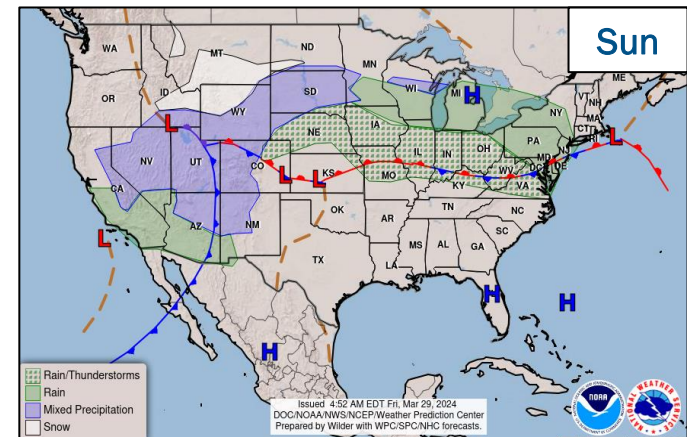 Sun
WA
MT
ND
MN
ME
OR
ID
SD
WI
MI
H
VT
NH
WY
NY
MA
L
CT
RI
L
IA
NE
PA
NV
UT
IL
IN
OH
NJ
MD
DE
CO
L
L
KS
MO
WV
DC
CA
KY
VA
AZ
NM
OK
TN
NC
L
AR
SC
TX
MS
AL
GA
LA
H
H
H
Rain/Thunderstorms
Rain
Mixed Precipitation
Snow
Issued 4:52 AM EDT Fri, Mar 29, 2024
DOC/NOAA/NWS/NCEP/Weather Prediction Center
Prepared by Wilder with WPC/SPC/NHC forecasts.
NOAA
NATIONAL WEATHER SERVICE